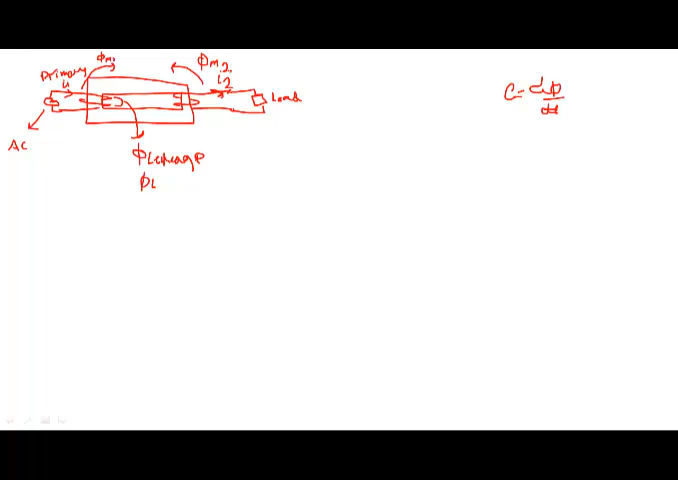 Primary
i1
ϕm1
ϕm2
i2
Load
AC
ϕLeakage
ϕL
e = dϕ/dt